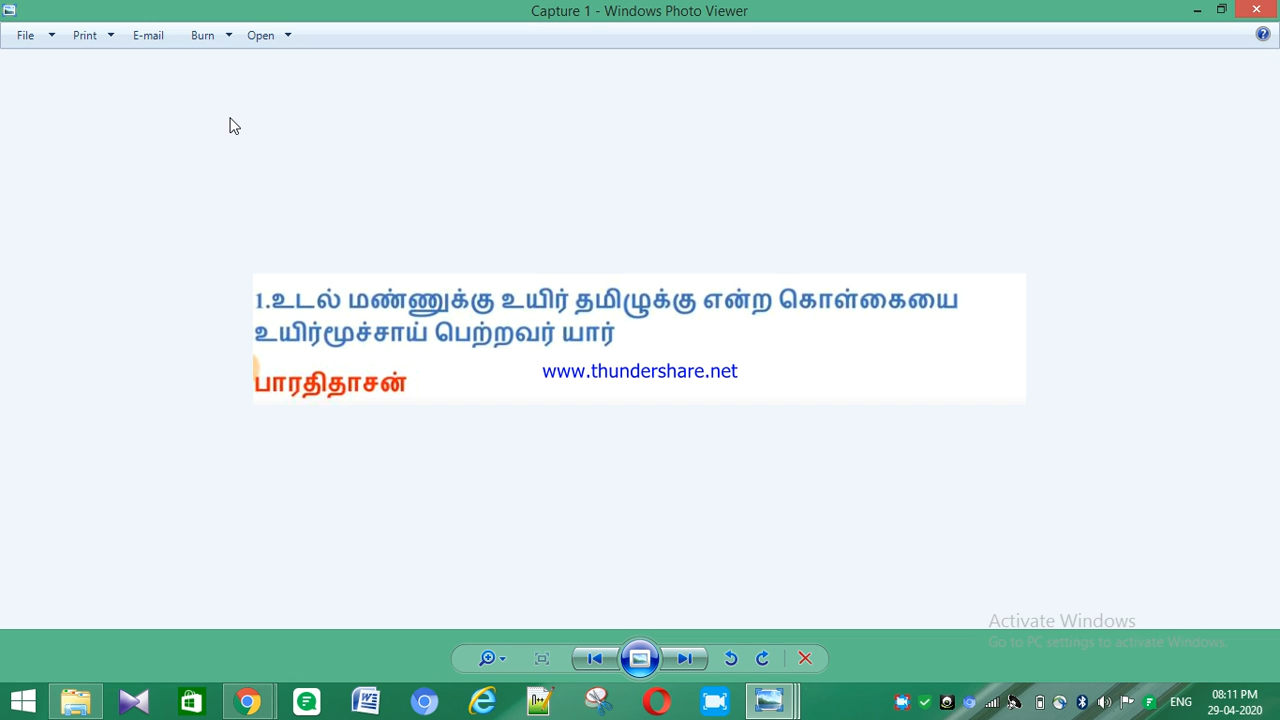 Capture 1 - Windows Photo Viewer
File Print E-mail Burn Open
1.உடல் மண்ணுக்கு உயிர் தமிழுக்கு என்ற கொள்கையை
உயிர்மூச்சாய் பெற்றவர் யார்
www.thundershare.net
பாரதிதாசன்
Activate Windows
Go to PC settings to activate Windows.
ENG
08:11 PM
29-04-2020